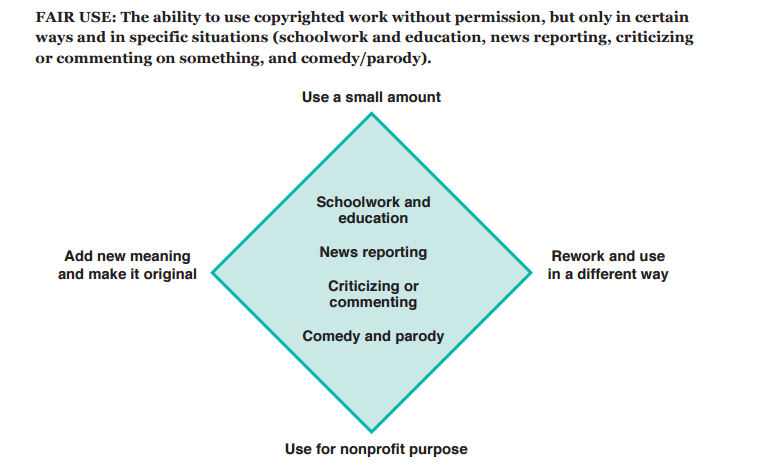 FAIR USE: The ability to use copyrighted work without permission, but only in certain
ways and in specific situations (schoolwork and education, news reporting, criticizing
or commenting on something, and comedy/parody).
Use a small amount
Schoolwork and
education
News reporting
Criticizing or
commenting
Comedy and parody
Add new meaning
and make it original
Rework and use
in a different way
Use for nonprofit purpose